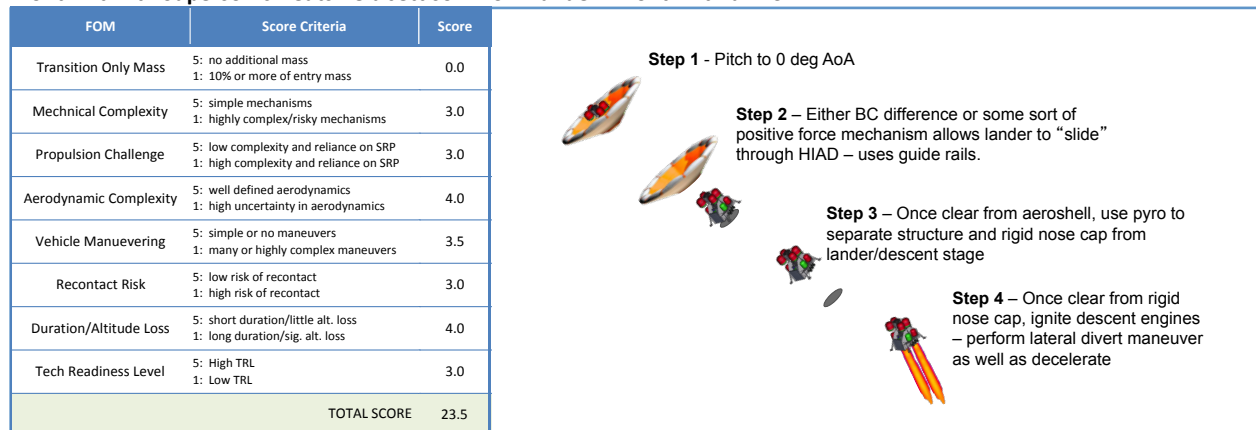 FOM Score Criteria Score
Transition Only Mass 5: no additional mass 0.0
1: 10% or more of entry mass
Mechnical Complexity 5: simple mechanisms 3.0
1: highly complex/risky mechanisms
Propulsion Challenge 5: low complexity and reliance on SRP 3.0
1: high complexity and reliance on SRP
Aerodynamic Complexity 5: well defined aerodynamics 4.0
1: high uncertainty in aerodynamics
Vehicle Manuevering 5: simple or no maneuvers 3.5
1: many or highly complex maneuvers
Recontact Risk 5: low risk of recontact 3.0
1: high risk of recontact
Duration/Altitude Loss 5: short duration/little alt. loss 4.0
1: long duration/sig. alt. loss
Tech Readiness Level 5: High TRL 3.0
1: Low TRL
TOTAL SCORE 23.5
Step 1 - Pitch to 0 deg AoA
Step 2 – Either BC difference or some sort of
positive force mechanism allows lander to “slide”
through HIAD – uses guide rails.
Step 3 – Once clear from aeroshell, use pyro to
separate structure and rigid nose cap from
lander/descent stage
Step 4 – Once clear from rigid
nose cap, ignite descent engines
– perform lateral divert maneuver
as well as decelerate